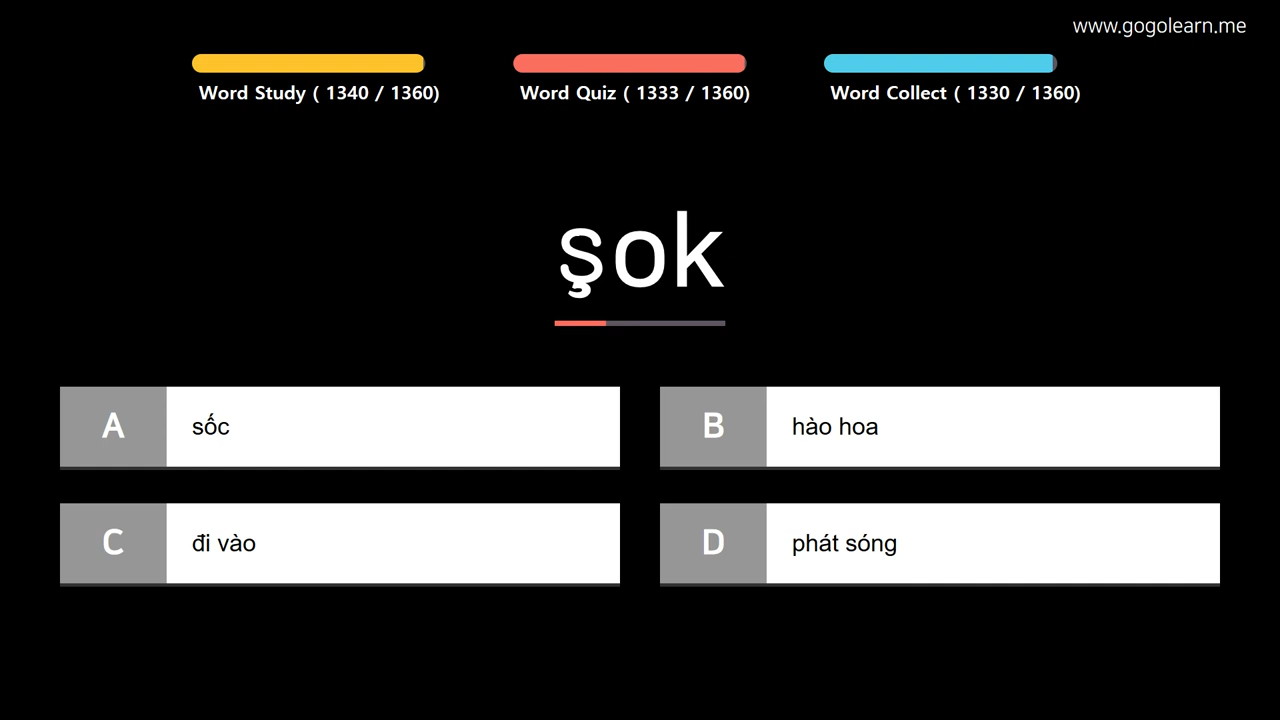 www.gogolearn.me
Word Study ( 1340 / 1360)
Word Quiz ( 1333 / 1360)
Word Collect ( 1330 / 1360)
şok
A sốc
B hào hoa
C đi vào
D phát sóng